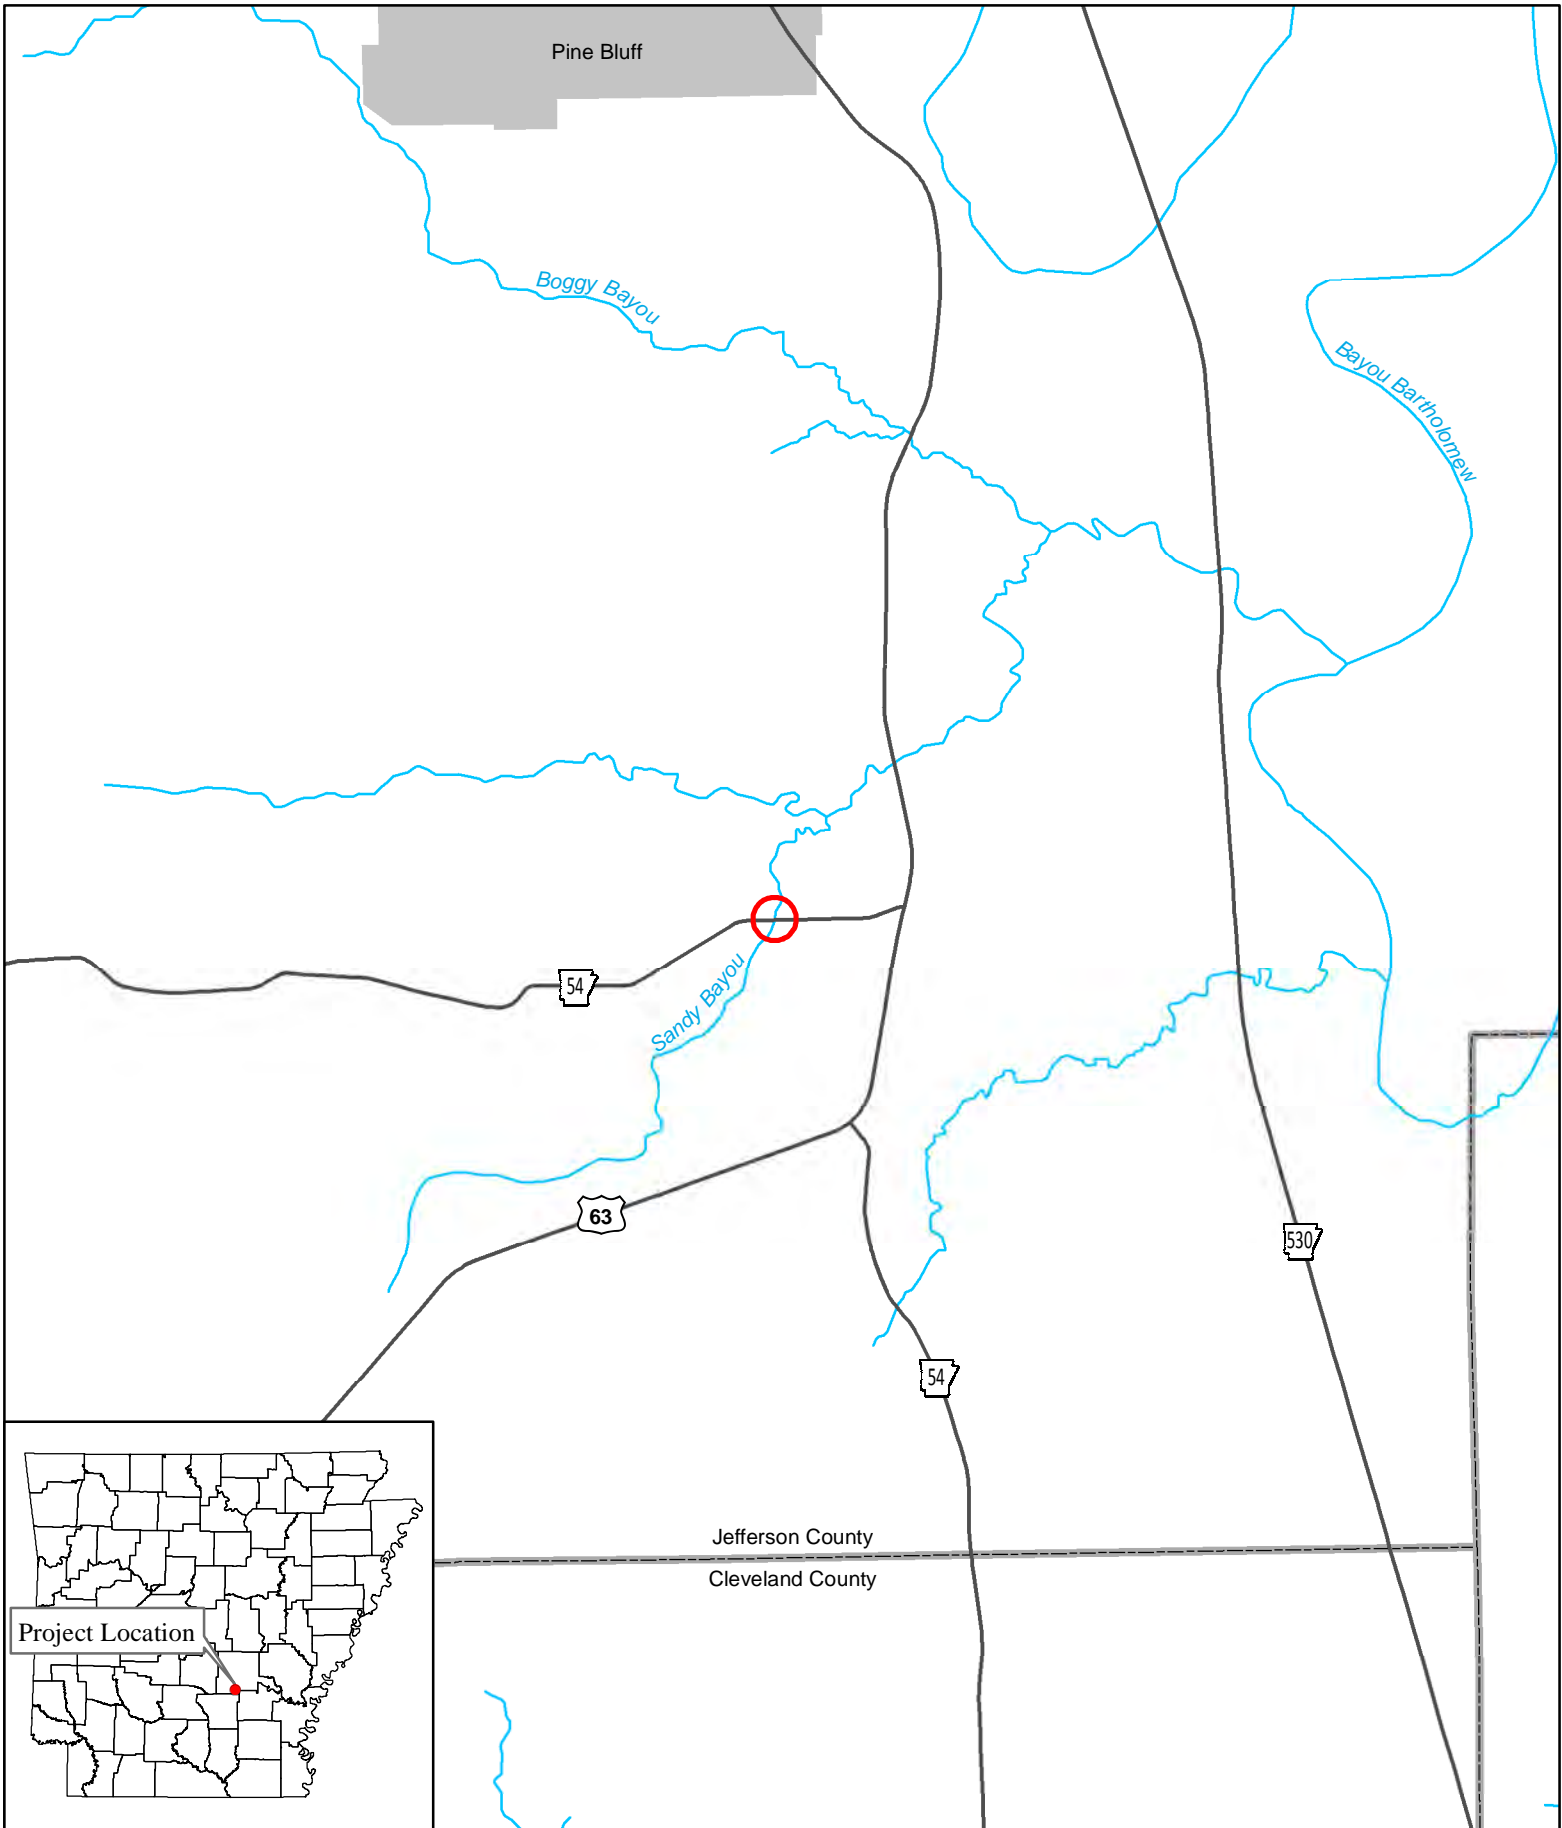 Pine Bluff
Boggy Bayou
Bayou Bartholomew
54
Sandy Bayou
63
530
54
Jefferson County
Cleveland County
Project Location